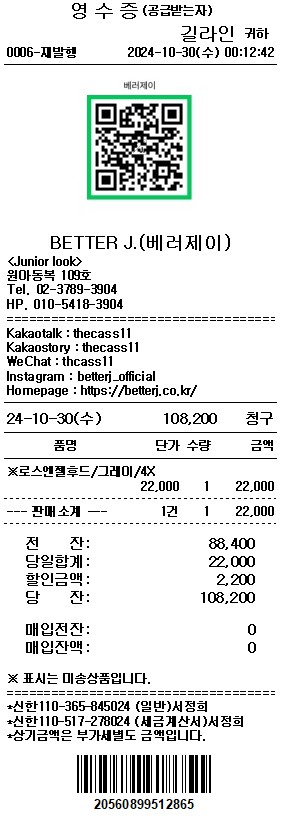 영 수 증 (공급받는자)
길라인 귀하
0006-재발행 2024-10-30(수) 00:12:42
베러제이
BETTER J.(베러제이)
<Junior look>
원아동복 109호
Tel. 02-3789-3904
HP. 010-5418-3904
====================================
Kakaotalk : thecass11
Kakaostory : thecass11
WeChat : thcass11
Instagram : betterj_official
Homepage : https://betterj.co.kr/
24-10-30(수) 108,200 청구
품명 단가 수량 금액
※로스엔젤후드/그레이/4X
22,000 1 22,000
--- 판매 소계 --- 1건 1 22,000
전 잔: 88,400
당일합계: 22,000
할인금액: 2,200
당 잔: 108,200
매입전잔: 0
매입잔액: 0
※ 표시는 미송상품입니다.
====================================
*신한110-365-845024 (일반)서정희
*신한110-517-278024 (세금계산서)서정희
*상기금액은 부가세별도 금액입니다.
20560899512865